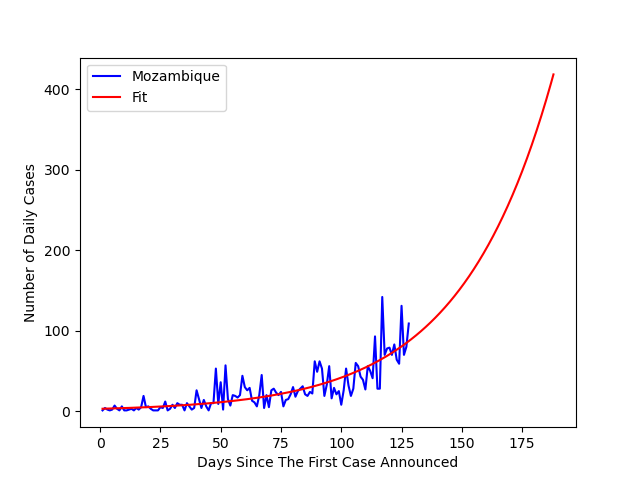 Mozambique
Fit
400
300
200
100
0
Number of Daily Cases
0 25 50 75 100 125 150 175
Days Since The First Case Announced